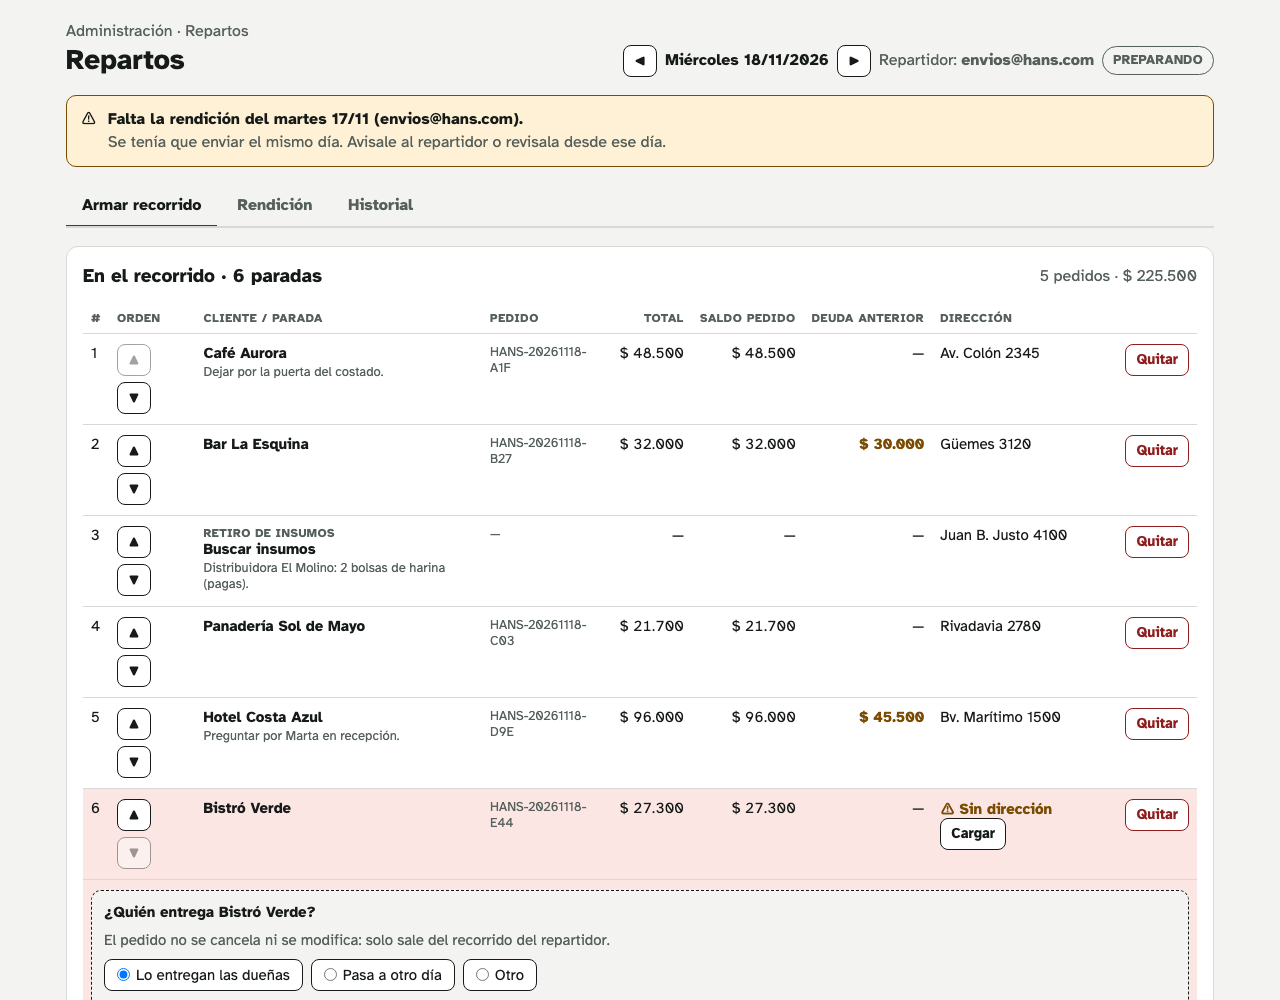 Administración · Repartos
Repartos
◄ Miércoles 18/11/2026 ► Repartidor: envios@hans.com PREPARANDO
⚠ Falta la rendición del martes 17/11 (envios@hans.com).
Se tenía que enviar el mismo día. Avisale al repartidor o revisala desde ese día.
Armar recorrido Rendición Historial
En el recorrido · 6 paradas 5 pedidos · $ 225.500
# ORDEN CLIENTE / PARADA PEDIDO TOTAL SALDO PEDIDO DEUDA ANTERIOR DIRECCIÓN
1 ▲ Café Aurora HANS-20261118- $ 48.500 $ 48.500 — Av. Colón 2345 Quitar
Dejar por la puerta del costado. A1F
▼
2 ▲ Bar La Esquina HANS-20261118- $ 32.000 $ 32.000 $ 30.000 Güemes 3120 Quitar
B27
▼
3 ▲ RETIRO DE INSUMOS — — — — Juan B. Justo 4100 Quitar
Buscar insumos
▼ Distribuidora El Molino: 2 bolsas de harina
(pagas).
4 ▲ Panadería Sol de Mayo HANS-20261118- $ 21.700 $ 21.700 — Rivadavia 2780 Quitar
C03
▼
5 ▲ Hotel Costa Azul HANS-20261118- $ 96.000 $ 96.000 $ 45.500 Bv. Marítimo 1500 Quitar
Preguntar por Marta en recepción. D9E
▼
6 ▲ Bistró Verde HANS-20261118- $ 27.300 $ 27.300 — ⚠ Sin dirección Quitar
E44
▼ Cargar
¿Quién entrega Bistró Verde?
El pedido no se cancela ni se modifica: solo sale del recorrido del repartidor.
Lo entregan las dueñas Pasa a otro día Otro